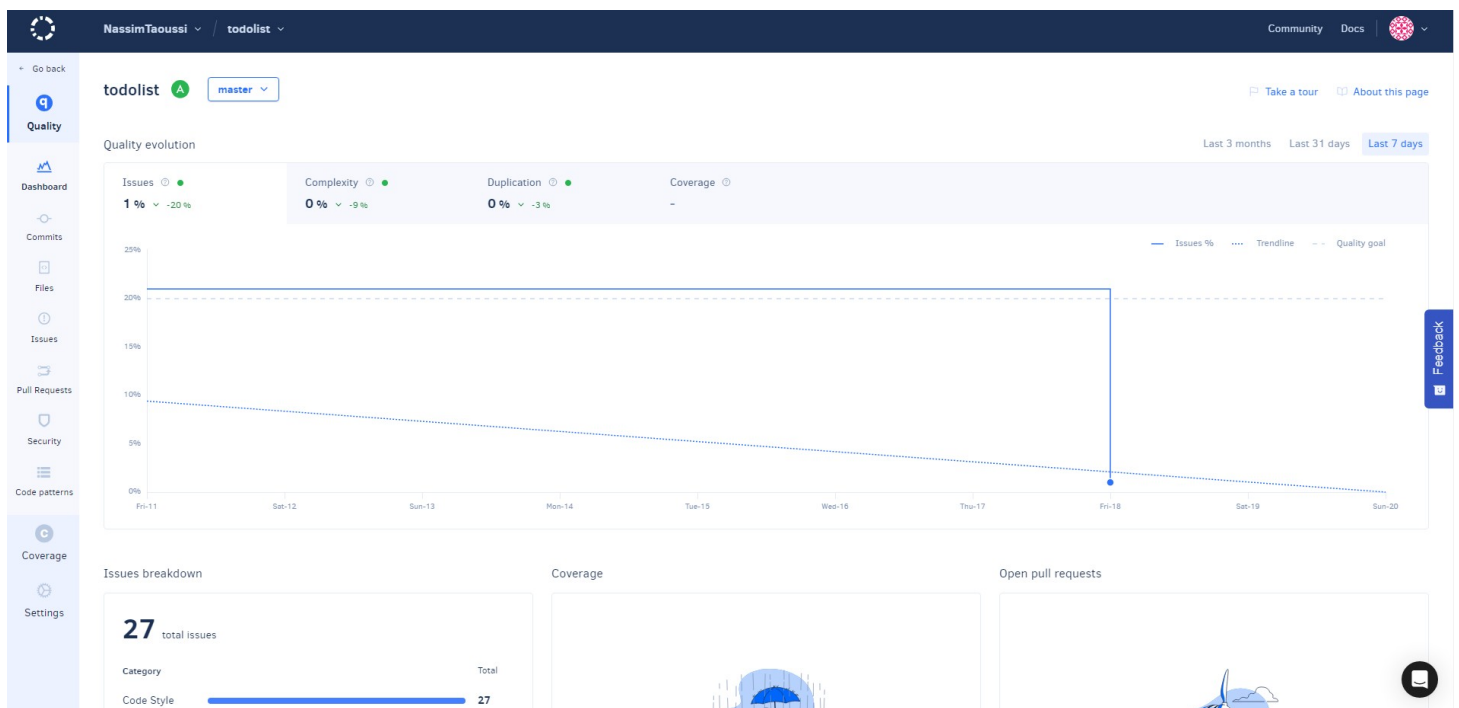 NassimTaoussi / todolist
Community Docs
← Go back
Quality
Dashboard
Commits
Files
Issues
Pull Requests
Security
Code patterns
Coverage
Settings
todolist A master
Take a tour About this page
Quality evolution
Last 3 months Last 31 days Last 7 days
Issues Complexity Duplication Coverage
1 % -20 % 0 % -9 % 0 % -3 % -
Issues % Trendline Quality goal
25%
20%
15%
10%
5%
0%
Fri-11 Sat-12 Sun-13 Mon-14 Tue-15 Wed-16 Thu-17 Fri-18 Sat-19 Sun-20
Feedback
Issues breakdown
27 total issues
Category Total
Code Style 27
Coverage
Open pull requests